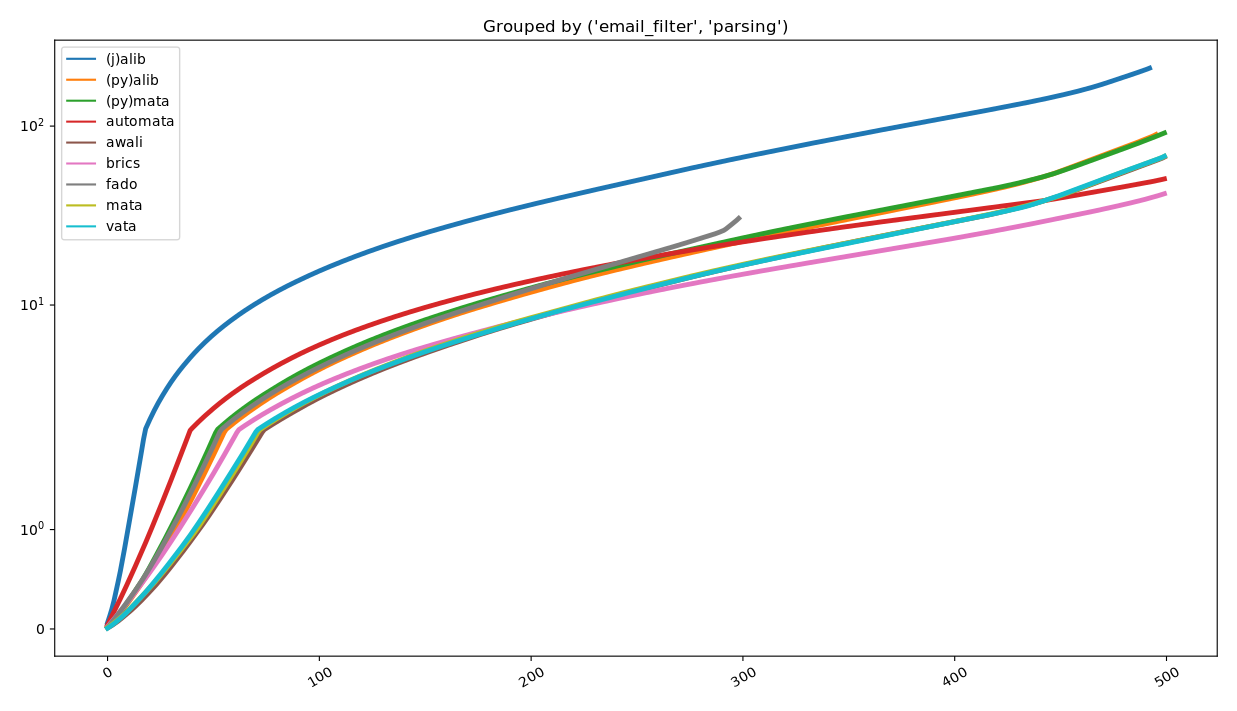 Grouped by ('email_filter', 'parsing')
(j)alib
(py)alib
(py)mata
automata
awali
brics
fado
mata
vata
10²
10¹
10⁰
0
0
100
200
300
400
500